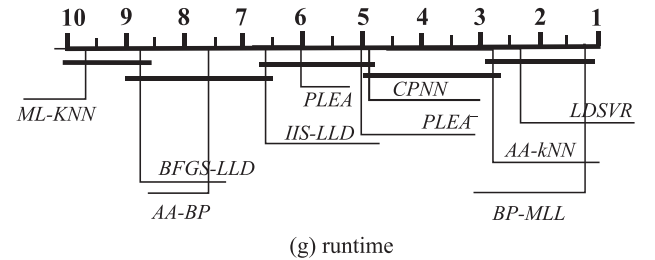 10 9 8 7 6 5 4 3 2 1
CPNN
PLEA
LDSVR
ML-KNN
PLEA⁻
IIS-LLD
AA-kNN
BFGS-LLD
AA-BP
BP-MLL
(g) runtime